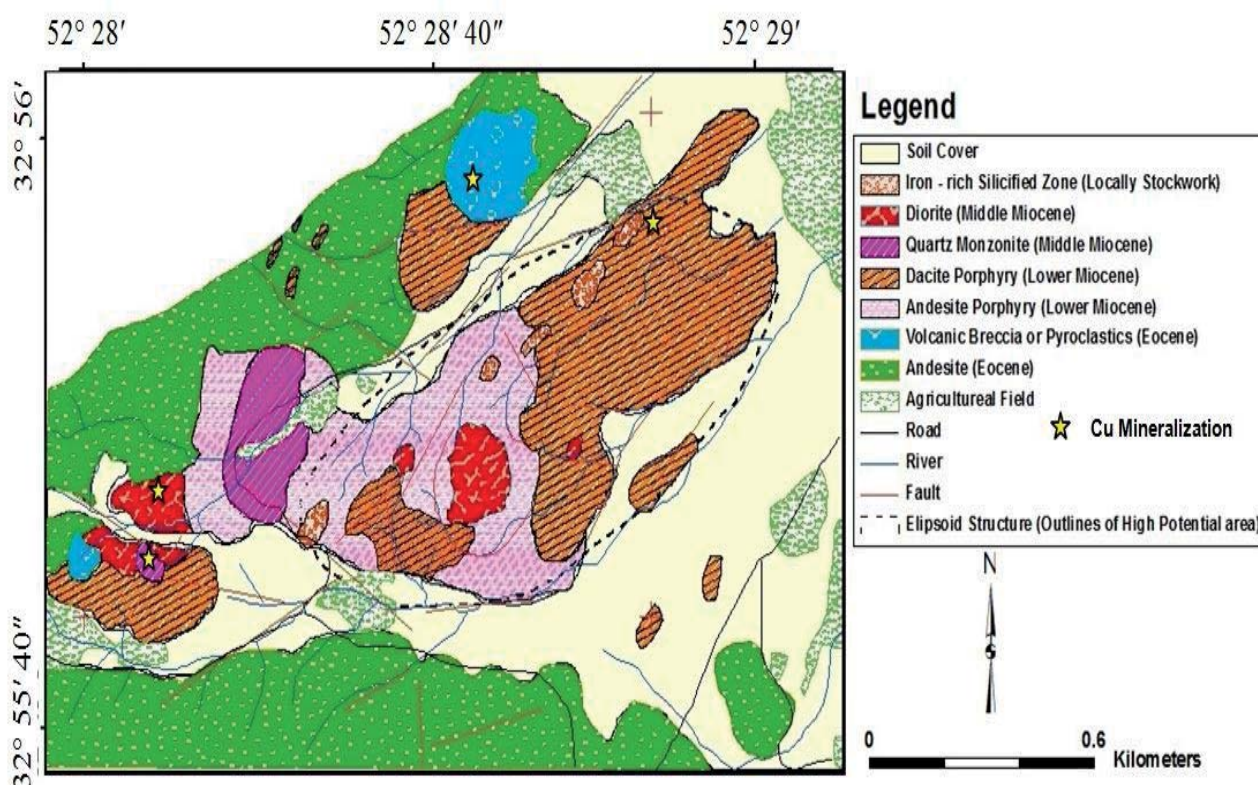 52° 28′ 52° 28′ 40″ 52° 29′
32° 56′
32° 55′ 40″
Legend
Soil Cover
Iron - rich Silicified Zone (Locally Stockwork)
Diorite (Middle Miocene)
Quartz Monzonite (Middle Miocene)
Dacite Porphyry (Lower Miocene)
Andesite Porphyry (Lower Miocene)
Volcanic Breccia or Pyroclastics (Eocene)
Andesite (Eocene)
Agricultureal Field
Road
Cu Mineralization
River
Fault
Elipsoid Structure (Outlines of High Potential area)
N
0 0.6
Kilometers